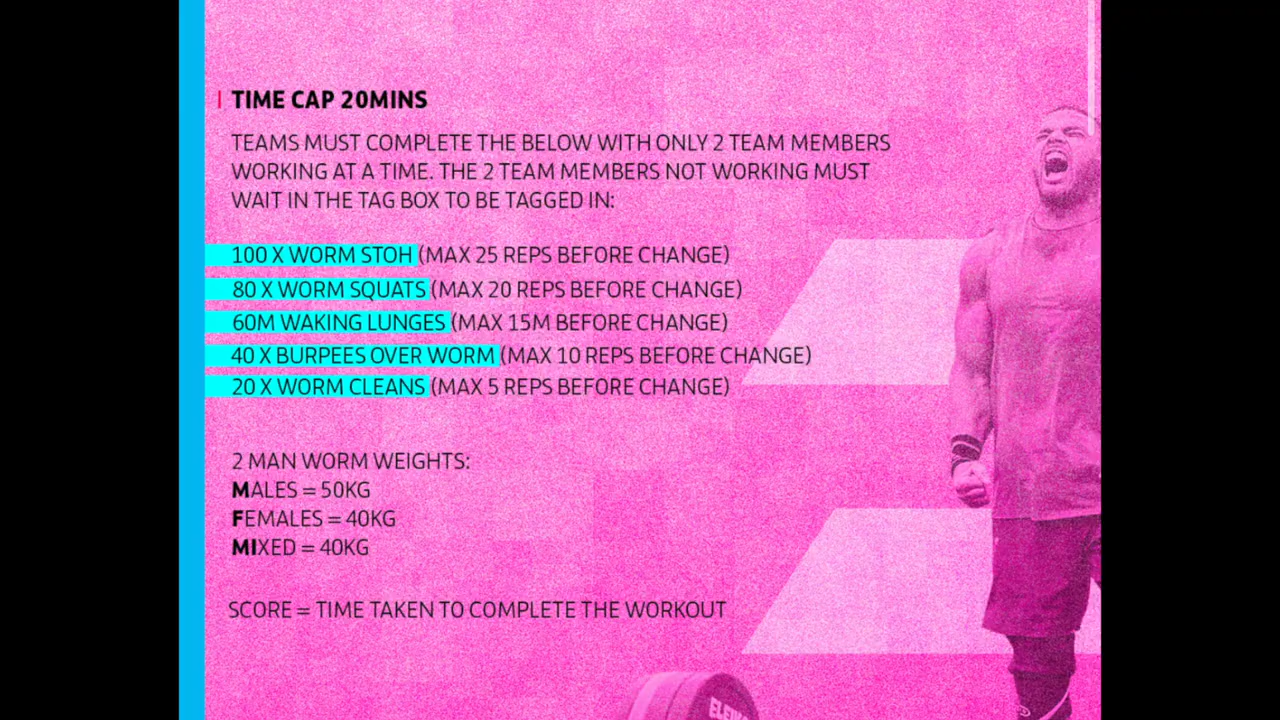 TIME CAP 20MINS
TEAMS MUST COMPLETE THE BELOW WITH ONLY 2 TEAM MEMBERS
WORKING AT A TIME. THE 2 TEAM MEMBERS NOT WORKING MUST
WAIT IN THE TAG BOX TO BE TAGGED IN:
100 X WORM STOH (MAX 25 REPS BEFORE CHANGE)
80 X WORM SQUATS (MAX 20 REPS BEFORE CHANGE)
60M WAKING LUNGES (MAX 15M BEFORE CHANGE)
40 X BURPEES OVER WORM (MAX 10 REPS BEFORE CHANGE)
20 X WORM CLEANS (MAX 5 REPS BEFORE CHANGE)
2 MAN WORM WEIGHTS:
MALES = 50KG
FEMALES = 40KG
MIXED = 40KG
SCORE = TIME TAKEN TO COMPLETE THE WORKOUT